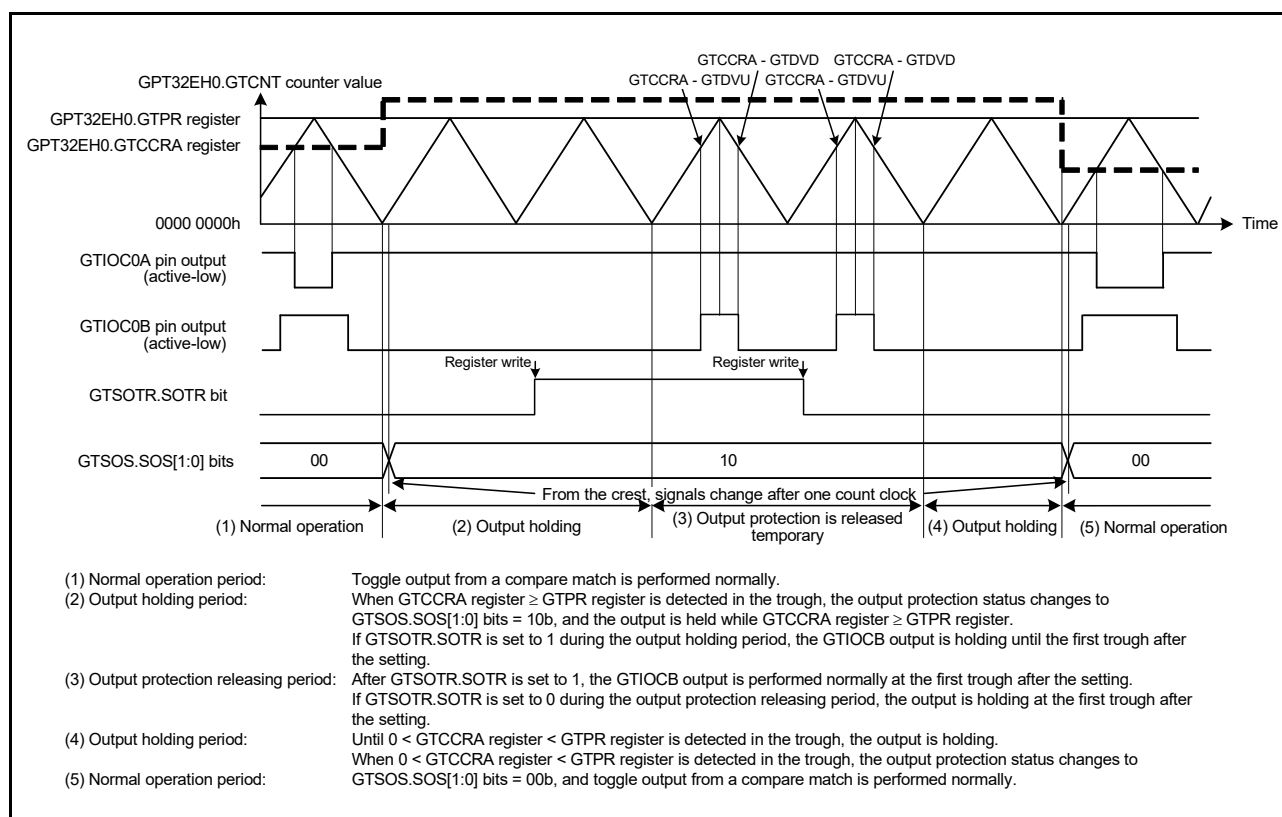 GTCCRA - GTDVD GTCCRA - GTDVD
GPT32EH0.GTCNT counter value
GTCCRA - GTDVU GTCCRA - GTDVU
GPT32EH0.GTPR register
GPT32EH0.GTCCRA register
0000 0000h
Time
GTIOC0A pin output
(active-low)
GTIOC0B pin output
(active-low)
Register write Register write
GTSOTR.SOTR bit
GTSOS.SOS[1:0] bits 00 10 00
From the crest, signals change after one count clock
(1) Normal operation (2) Output holding (3) Output protection is released temporary (4) Output holding (5) Normal operation
(1) Normal operation period: Toggle output from a compare match is performed normally.
(2) Output holding period: When GTCCRA register ≥ GTPR register is detected in the trough, the output protection status changes to
GTSOS.SOS[1:0] bits = 10b, and the output is held while GTCCRA register ≥ GTPR register.
If GTSOTR.SOTR is set to 1 during the output holding period, the GTIOCB output is holding until the first trough after
the setting.
(3) Output protection releasing period: After GTSOTR.SOTR is set to 1, the GTIOCB output is performed normally at the first trough after the setting.
If GTSOTR.SOTR is set to 0 during the output protection releasing period, the output is holding at the first trough after
the setting.
(4) Output holding period: Until 0 < GTCCRA register < GTPR register is detected in the trough, the output is holding.
When 0 < GTCCRA register < GTPR register is detected in the trough, the output protection status changes to
(5) Normal operation period: GTSOS.SOS[1:0] bits = 00b, and toggle output from a compare match is performed normally.